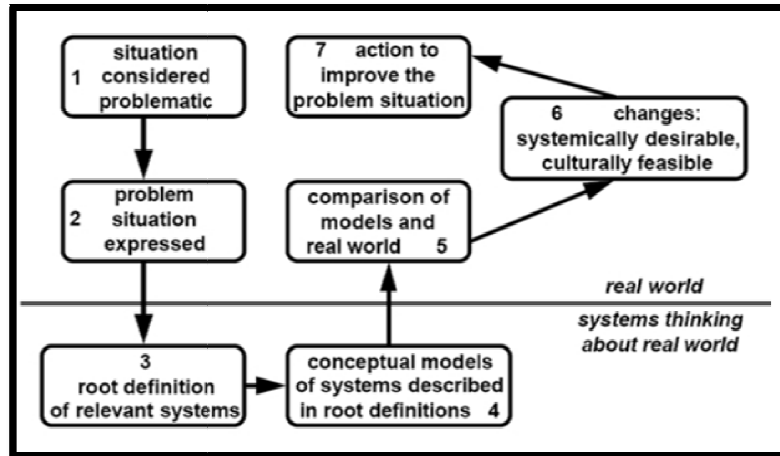 situation
1 considered
problematic
problem
2 situation
expressed
3
root definition
of relevant systems
conceptual models
of systems described
in root definitions 4
comparison of
models and
real world 5
6 changes:
systemically desirable,
culturally feasible
7 action to
improve the
problem situation
real world
systems thinking
about real world